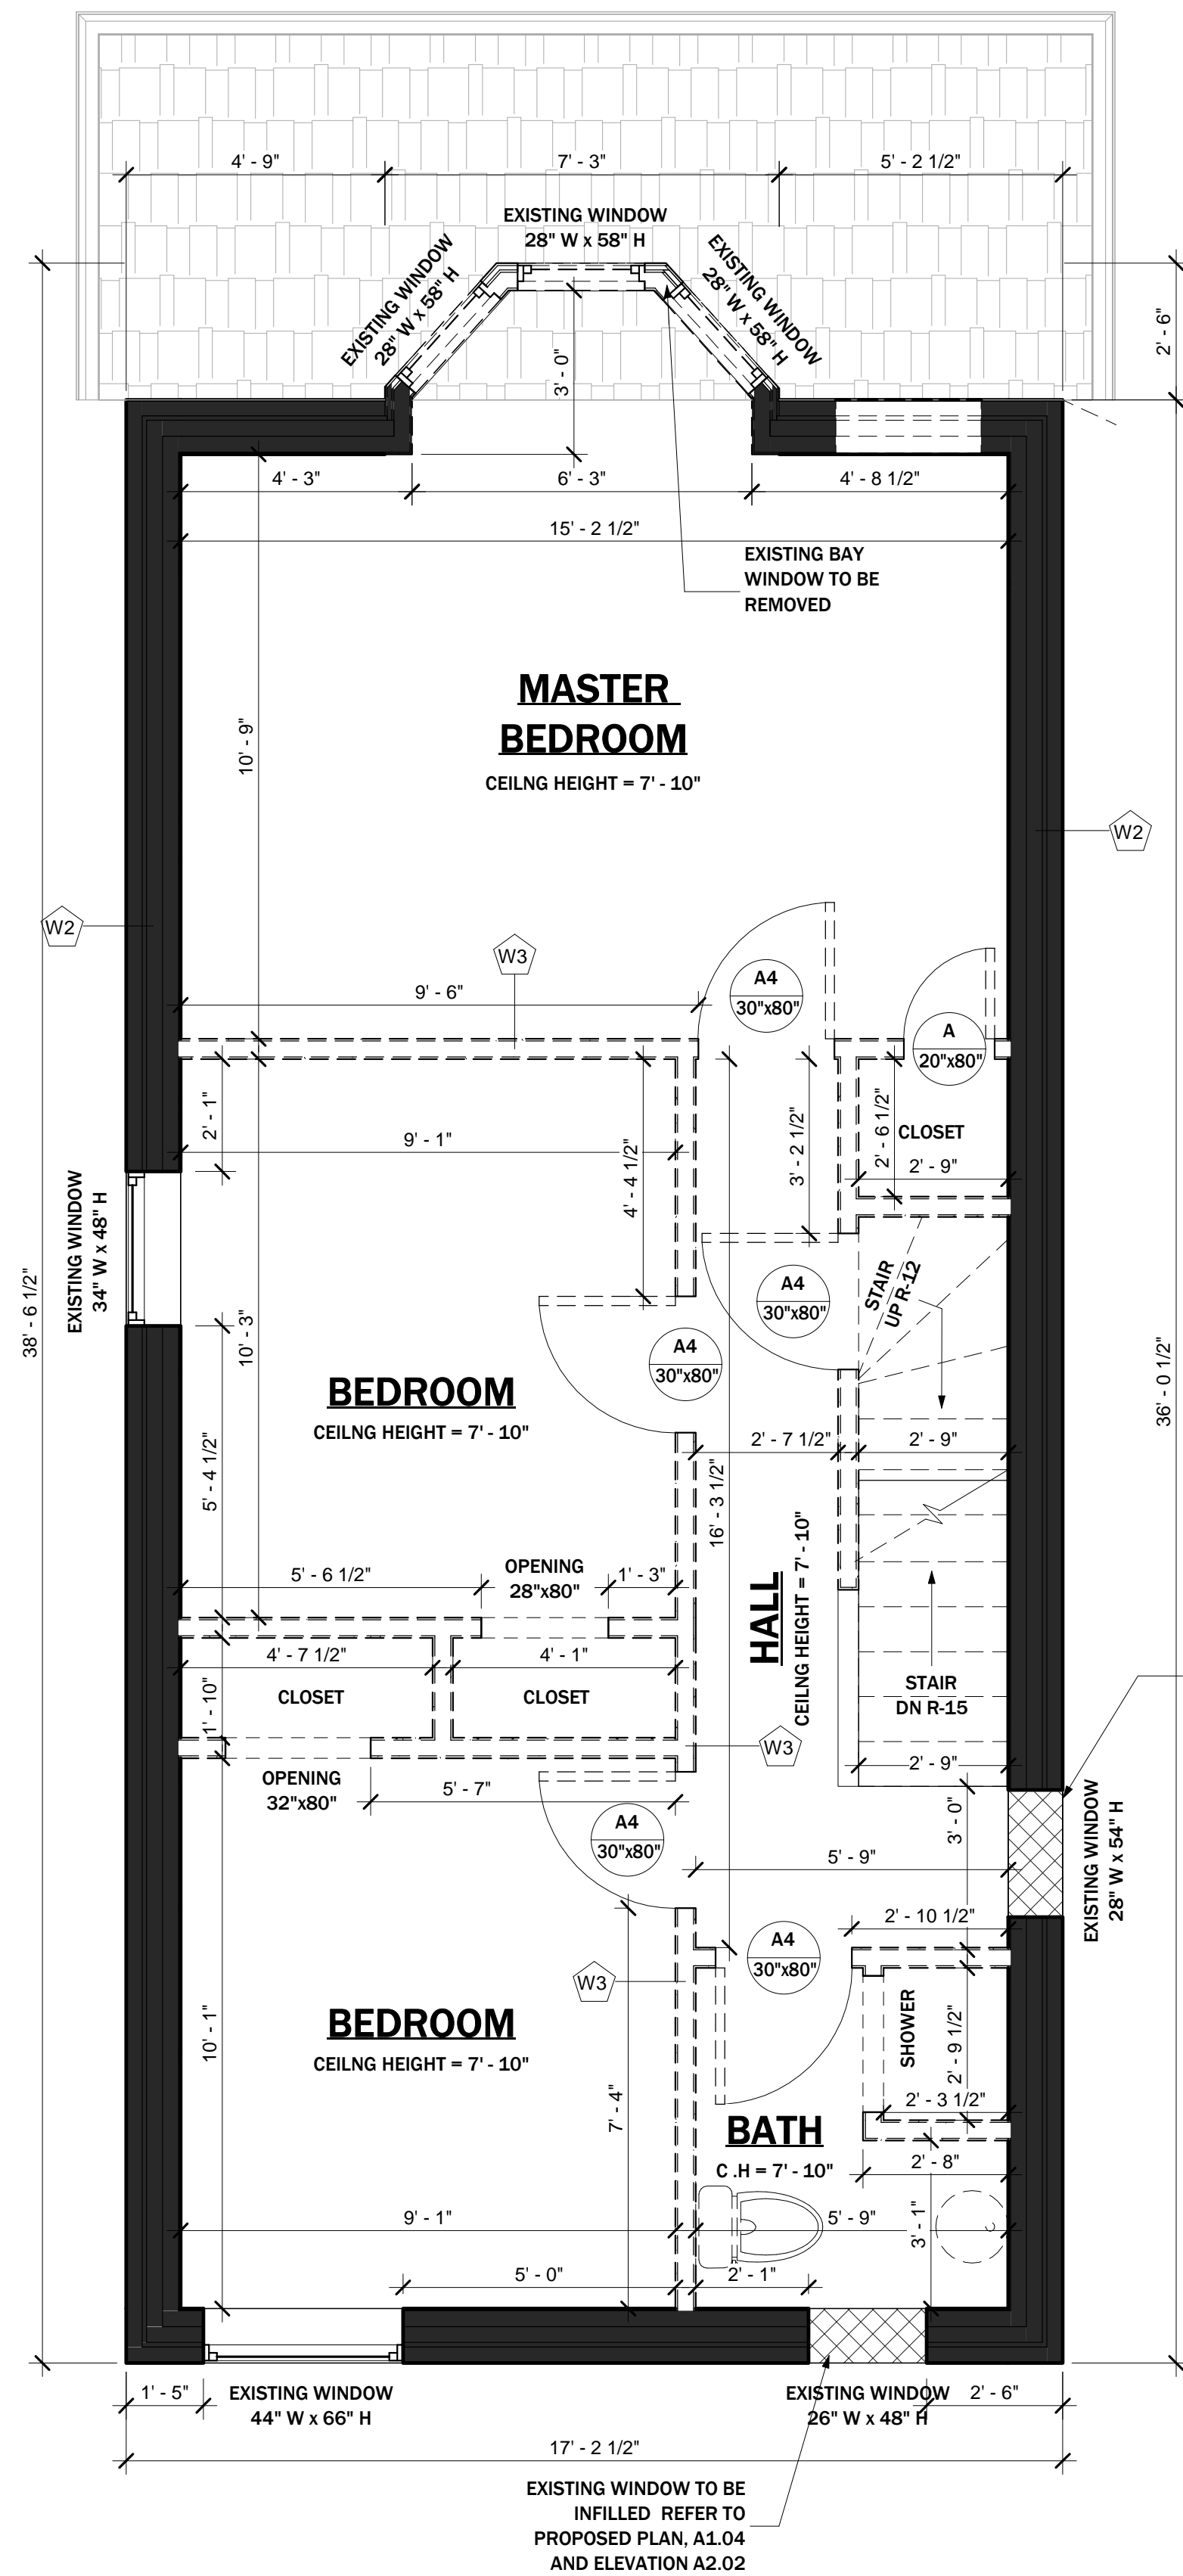 4' - 9"
7' - 3"
5' - 2 1/2"
EXISTING WINDOW
28" W x 58" H
EXISTING WINDOW
28" W x 58" H
EXISTING WINDOW
28" W x 58" H
2' - 6"
3' - 0"
4' - 3"
6' - 3"
4' - 8 1/2"
15' - 2 1/2"
EXISTING BAY
WINDOW TO BE
REMOVED
MASTER
BEDROOM
CEILNG HEIGHT = 7' - 10"
10' - 9"
W2
W2
W3
9' - 6"
A4
30"x80"
A
20"x80"
2' - 1"
9' - 1"
4' - 4 1/2"
3' - 2 1/2"
2' - 6 1/2"
CLOSET
2' - 9"
EXISTING WINDOW
34" W x 48" H
38' - 6 1/2"
10' - 3"
A4
30"x80"
STAIR
UP R-12
A4
30"x80"
36' - 0 1/2"
BEDROOM
CEILNG HEIGHT = 7' - 10"
5' - 4 1/2"
2' - 7 1/2"
2' - 9"
16' - 3 1/2"
HALL
CEILNG HEIGHT = 7' - 10"
5' - 6 1/2"
OPENING
28"x80"
1' - 3"
4' - 7 1/2"
4' - 1"
CLOSET
CLOSET
1' - 10"
STAIR
DN R-15
W3
2' - 9"
OPENING
32"x80"
5' - 7"
A4
30"x80"
3' - 0"
EXISTING WINDOW
28" W x 54" H
5' - 9"
2' - 10 1/2"
A4
30"x80"
W3
BEDROOM
CEILNG HEIGHT = 7' - 10"
10' - 1"
7' - 4"
SHOWER
2' - 9 1/2"
2' - 3 1/2"
BATH
C .H = 7' - 10"
2' - 8"
9' - 1"
5' - 9"
3' - 1"
5' - 0"
2' - 1"
1' - 5"
EXISTING WINDOW
44" W x 66" H
EXISTING WINDOW
26" W x 48" H
2' - 6"
17' - 2 1/2"
EXISTING WINDOW TO BE
INFILLED REFER TO
PROPOSED PLAN, A1.04
AND ELEVATION A2.02